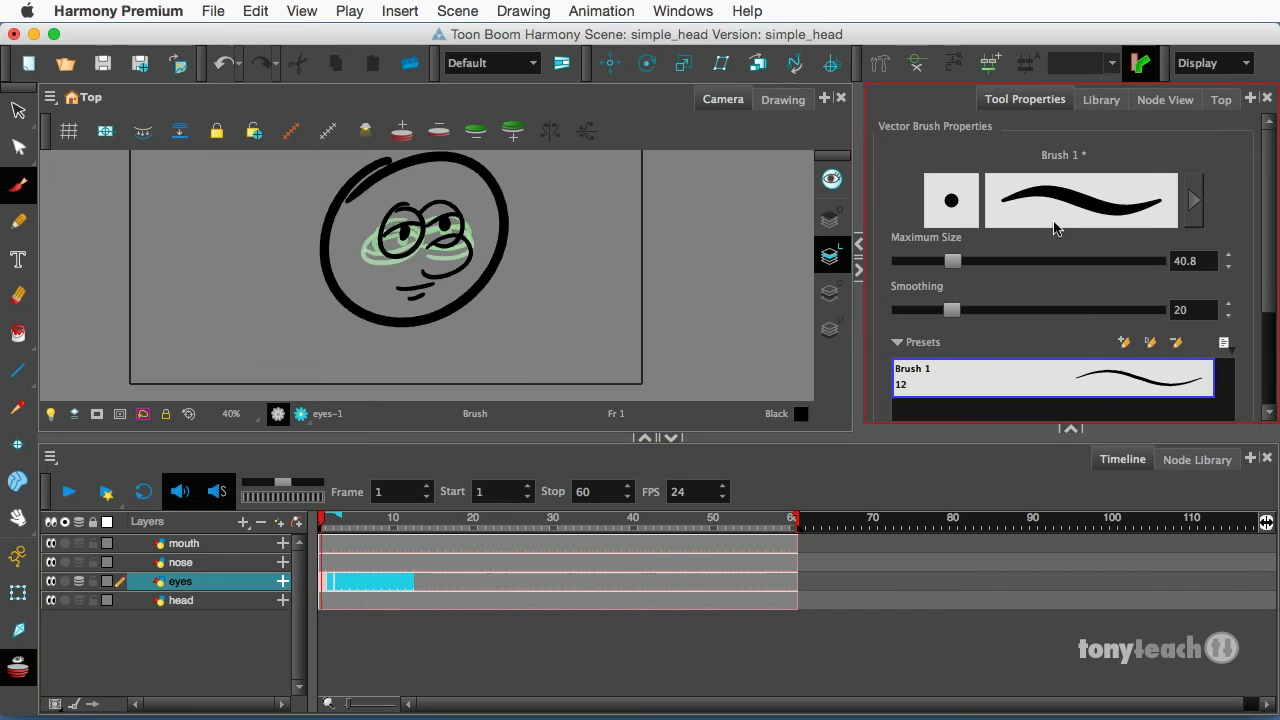 Harmony Premium File Edit View Play Insert Scene Drawing Animation Windows Help
Toon Boom Harmony Scene: simple_head Version: simple_head
Default
Display
Top
Camera
Drawing
Tool Properties
Library
Node View
Top
Vector Brush Properties
Brush 1 *
Maximum Size
40.8
Smoothing
20
Presets
Brush 1
12
40%
eyes-1
Brush
Fr 1
Black
Timeline
Node Library
Frame 1 Start 1 Stop 60 FPS 24
Layers
10 20 30 40 50 6 70 80 90 100 110
mouth
nose
eyes
head
tonyteach tt